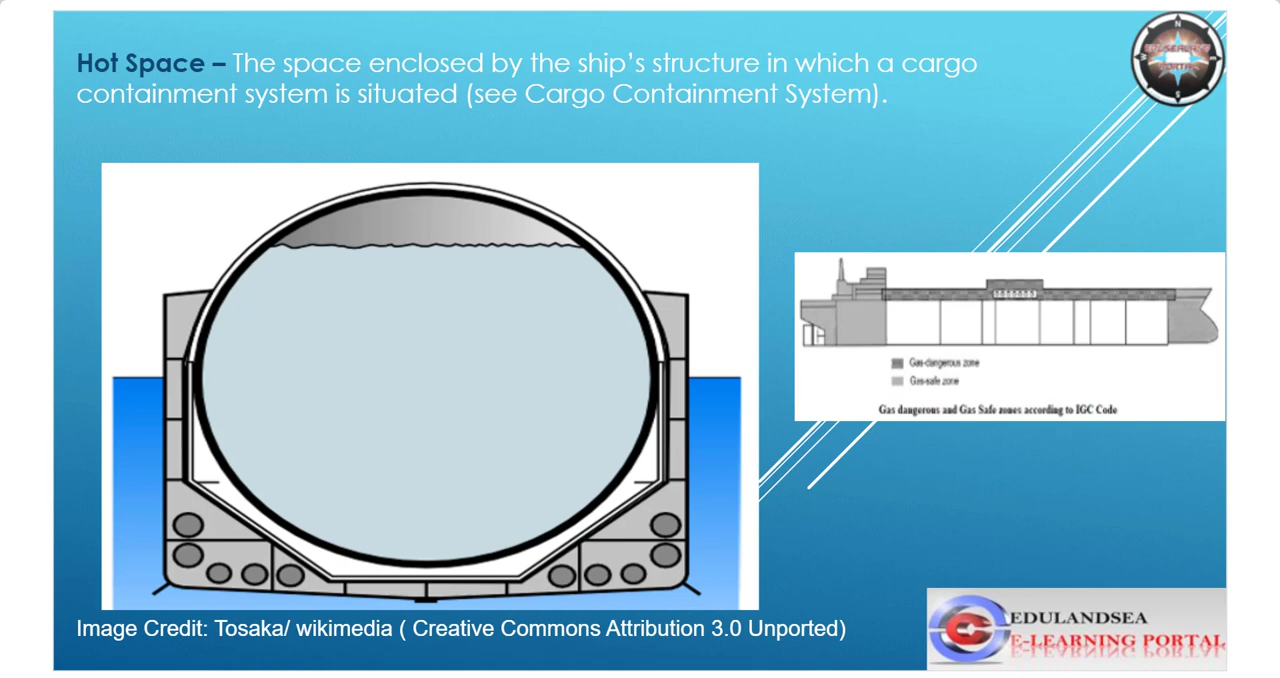 Hot Space – The space enclosed by the ship’s structure in which a cargo
containment system is situated (see Cargo Containment System).
N
Gas-dangerous zone
Gas-safe zone
Gas dangerous and Gas Safe zones according to IGC Code
Image Credit: Tosaka/ wikimedia ( Creative Commons Attribution 3.0 Unported)
EDULANDSEA
E-LEARNING PORTAL